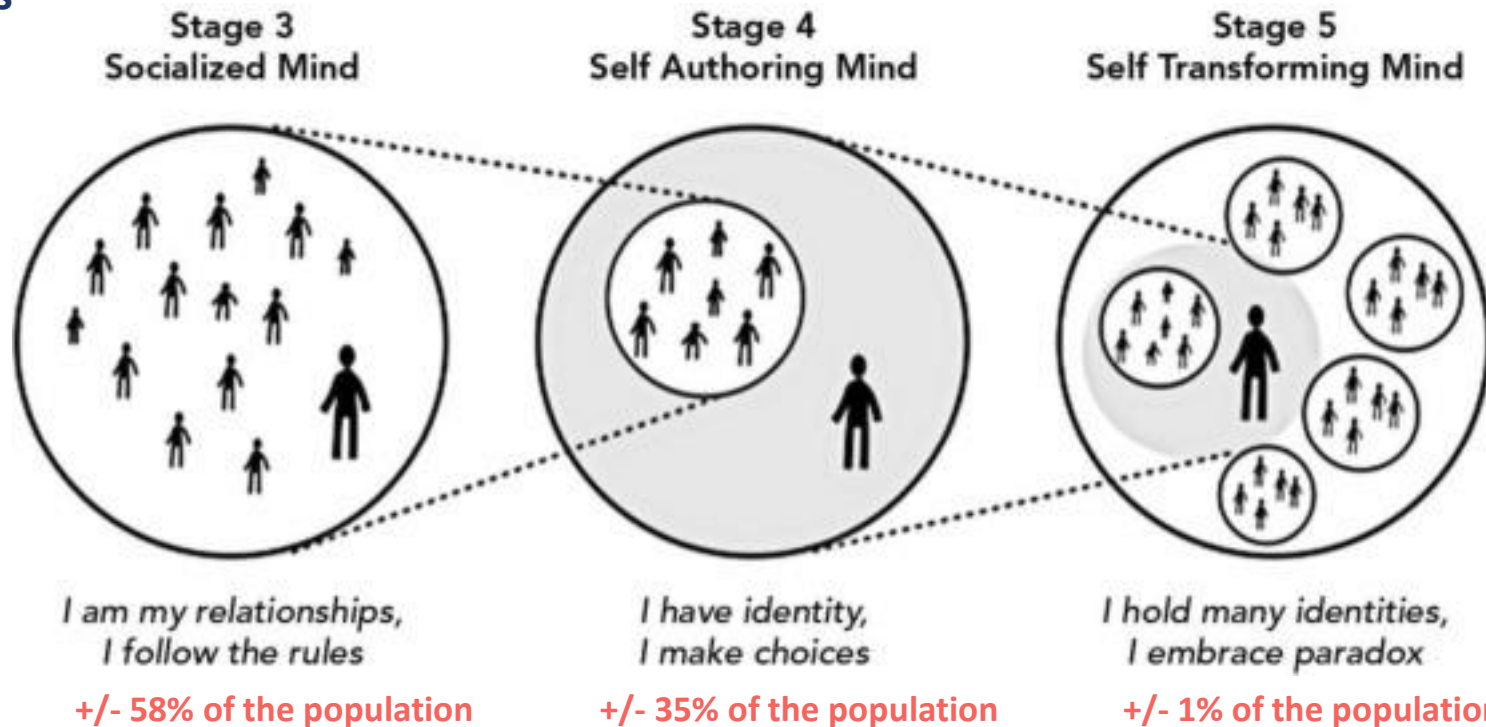 s
Stage 3
Socialized Mind
Stage 4
Self Authoring Mind
Stage 5
Self Transforming Mind
I am my relationships,
I follow the rules
I have identity,
I make choices
I hold many identities,
I embrace paradox
+/- 58% of the population
+/- 35% of the population
+/- 1% of the population